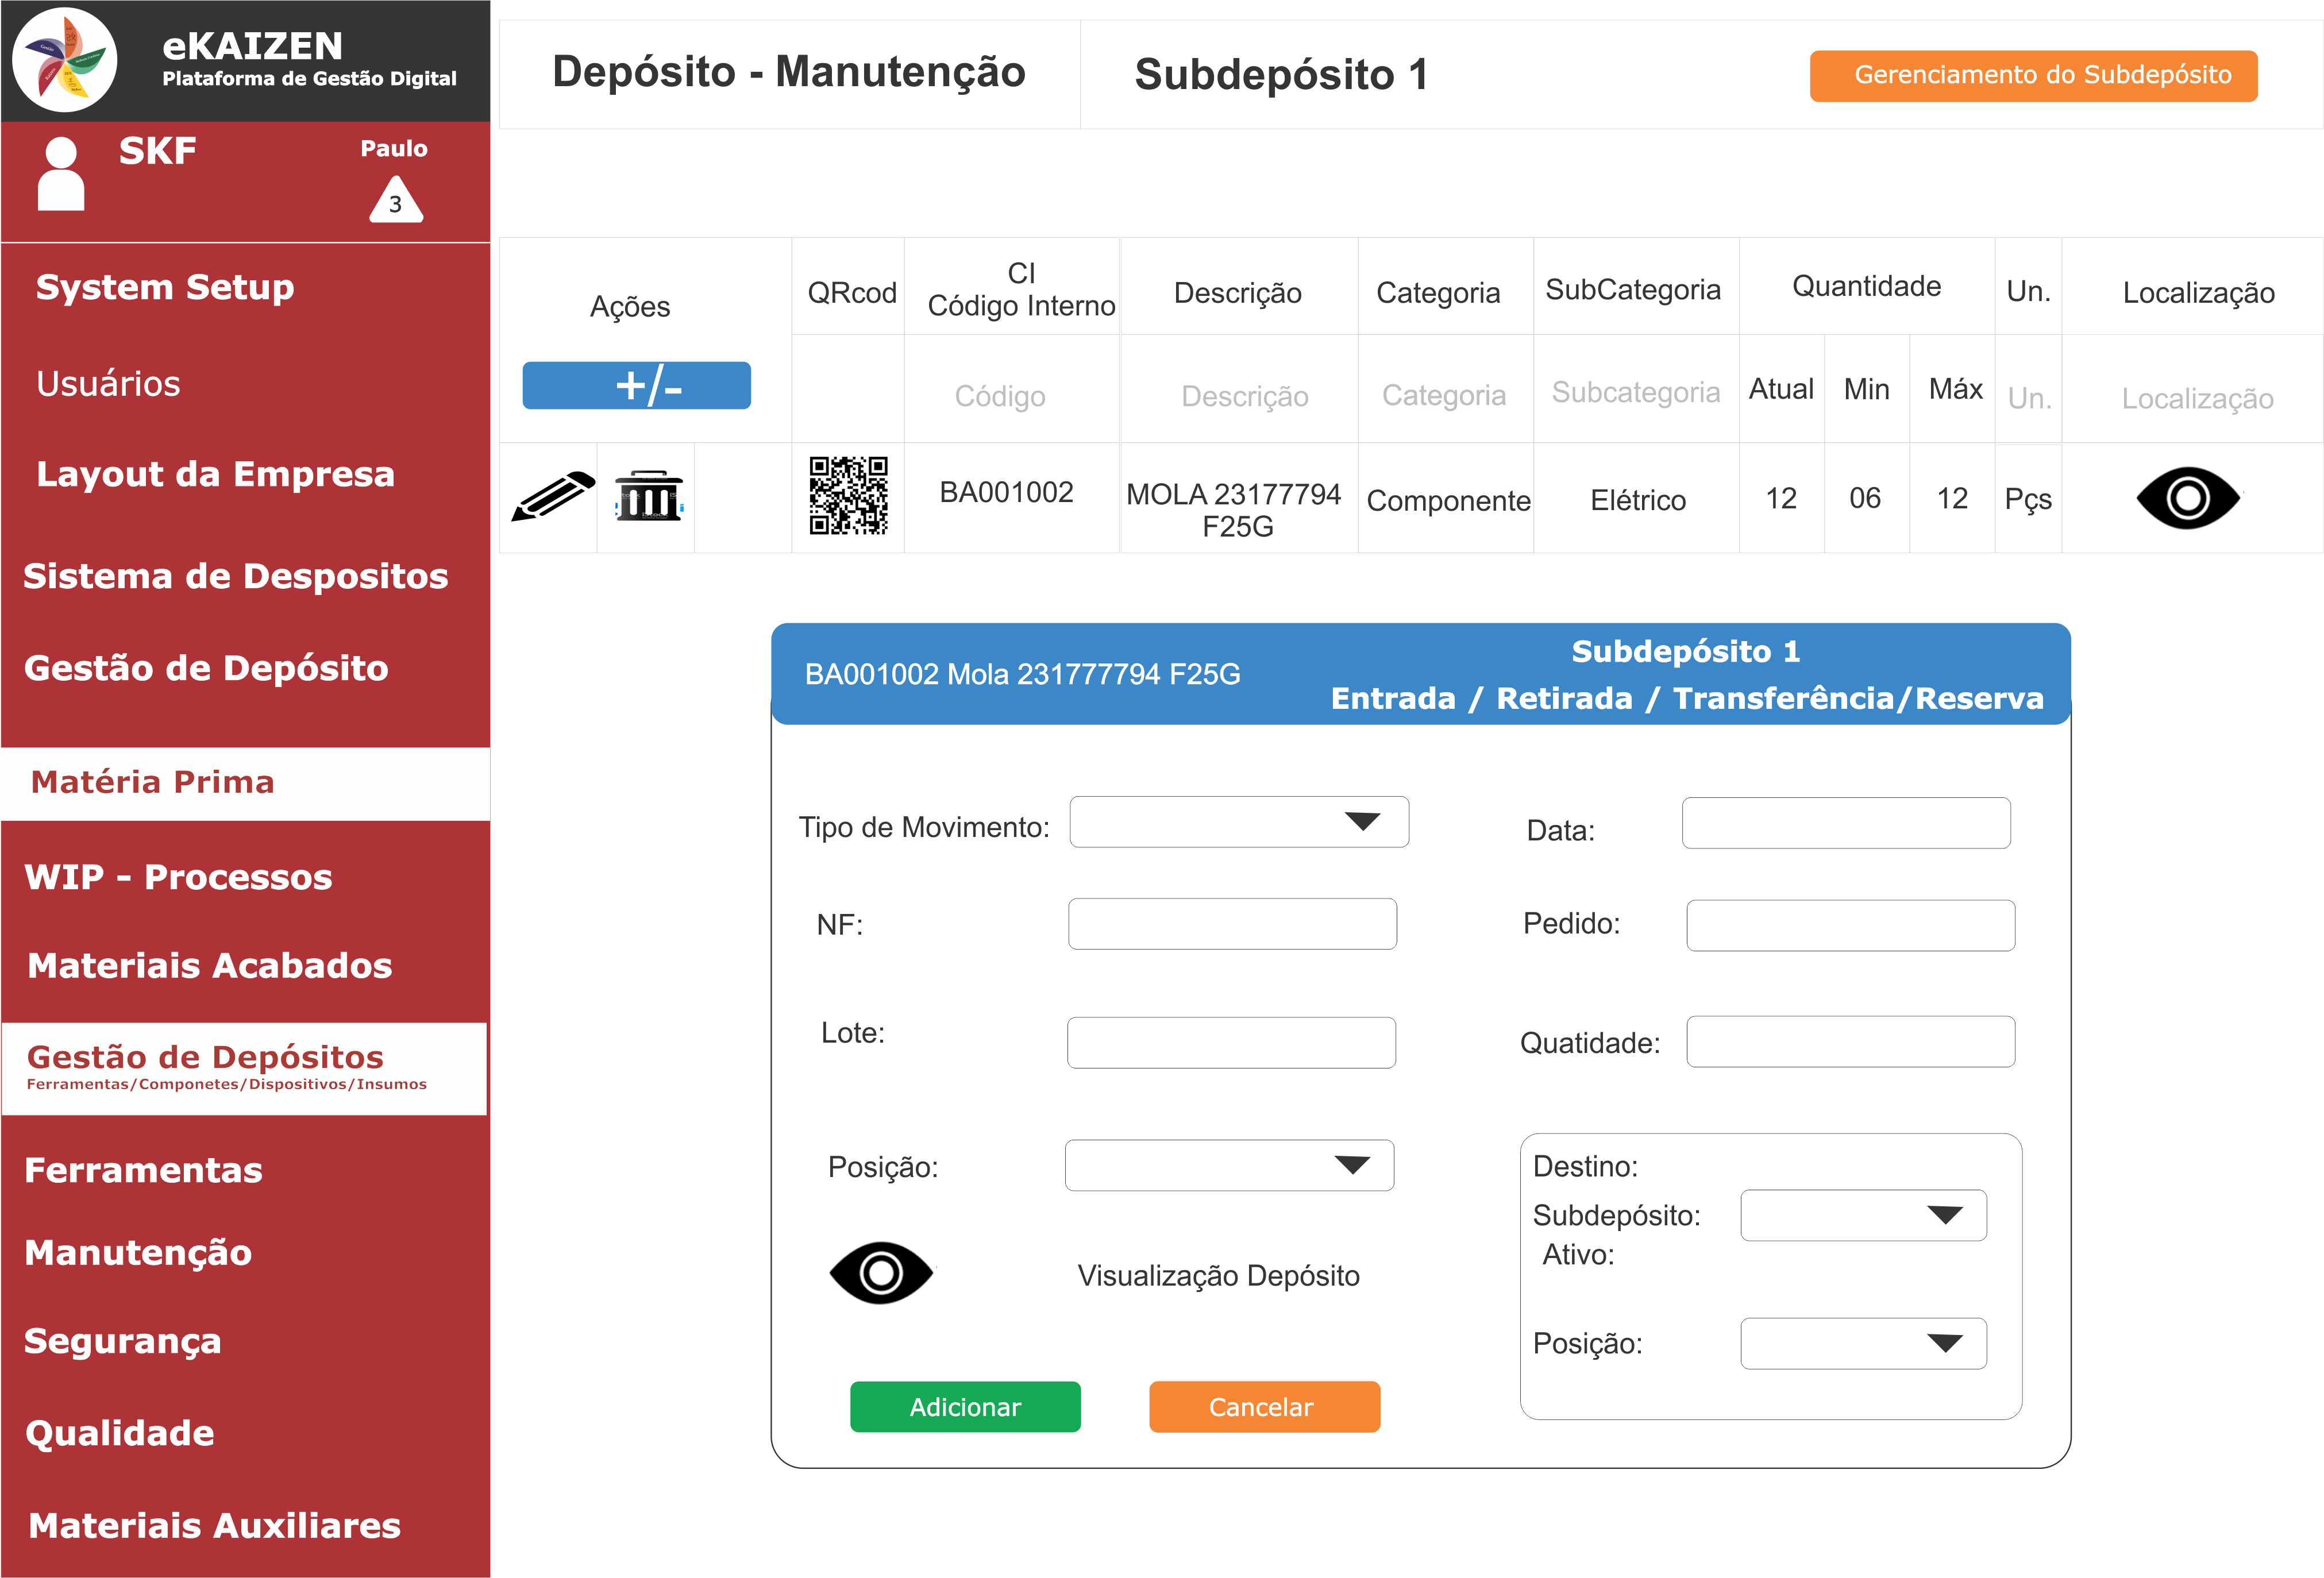 eKAIZEN
Plataforma de Gestão Digital
SKF
Paulo
3
System Setup
Usuários
Layout da Empresa
Sistema de Despositos
Gestão de Depósito
Matéria Prima
WIP - Processos
Materiais Acabados
Gestão de Depósitos
Ferramentas/Componetes/Dispositivos/Insumos
Ferramentas
Manutenção
Segurança
Qualidade
Materiais Auxiliares
Depósito - Manutenção
Subdepósito 1
Gerenciamento do Subdepósito
Ações
QRcod
CI
Código Interno
Descrição
Categoria
SubCategoria
Quantidade
Un.
Localização
+/-
Código
Descrição
Categoria
Subcategoria
Atual
Min
Máx
Un.
Localização
BA001002
MOLA 23177794
F25G
Componente
Elétrico
12
06
12
Pçs
BA001002 Mola 231777794 F25G
Subdepósito 1
Entrada / Retirada / Transferência/Reserva
Tipo de Movimento:
Data:
NF:
Pedido:
Lote:
Quatidade:
Posição:
Destino:
Subdepósito:
Ativo:
Visualização Depósito
Posição:
Adicionar
Cancelar